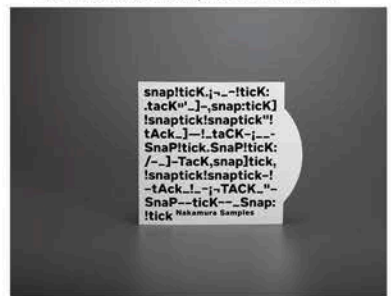 snap!ticK.¡¬_-!ticK:
.tacK"'_]-,snap:ticK]
!snaptick!snaptick"!
tAck_]—!_taCK-¡__-
SnaP!tick.SnaP!ticK:
/-_]-TacK,snap]tick,
!snaptick!snaptick-!
-tAck_!_-¡¬TACK_"-
SnaP--ticK--_Snap:
!tick Nakamura Samples